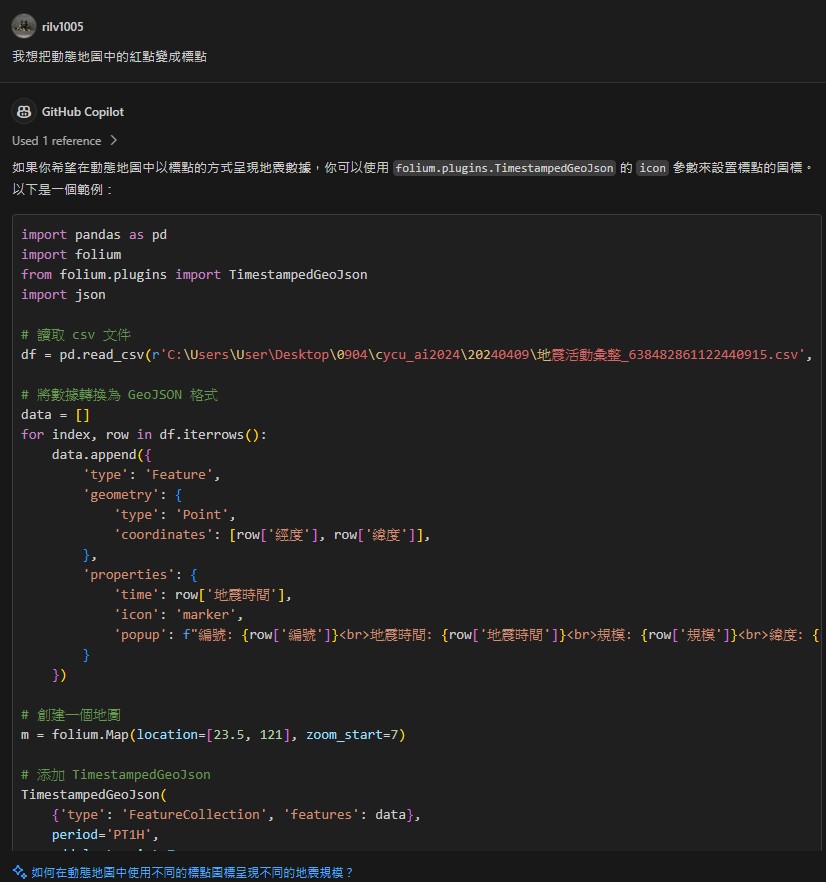 rilv1005
我想把動態地圖中的紅點變成標點
GitHub Copilot
Used 1 reference
如果你希望在動態地圖中以標點的方式呈現地震數據，你可以使用 folium.plugins.TimestampedGeoJson 的 icon 參數來設置標點的圖標。
以下是一個範例：
import pandas as pd
import folium
from folium.plugins import TimestampedGeoJson
import json
# 讀取 csv 文件
df = pd.read_csv(r'C:\Users\User\Desktop\0904\cycu_ai2024\20240409\地震活動彙整_638482861122440915.csv',
# 將數據轉換為 GeoJSON 格式
data = []
for index, row in df.iterrows():
    data.append({
        'type': 'Feature',
        'geometry': {
            'type': 'Point',
            'coordinates': [row['經度'], row['緯度']],
        },
        'properties': {
            'time': row['地震時間'],
            'icon': 'marker',
            'popup': f"編號: {row['編號']}<br>地震時間: {row['地震時間']}<br>規模: {row['規模']}<br>緯度: {
        }
    })
# 創建一個地圖
m = folium.Map(location=[23.5, 121], zoom_start=7)
# 添加 TimestampedGeoJson
TimestampedGeoJson(
    {'type': 'FeatureCollection', 'features': data},
    period='PT1H',
如何在動態地圖中使用不同的標點圖標呈現不同的地震規模？